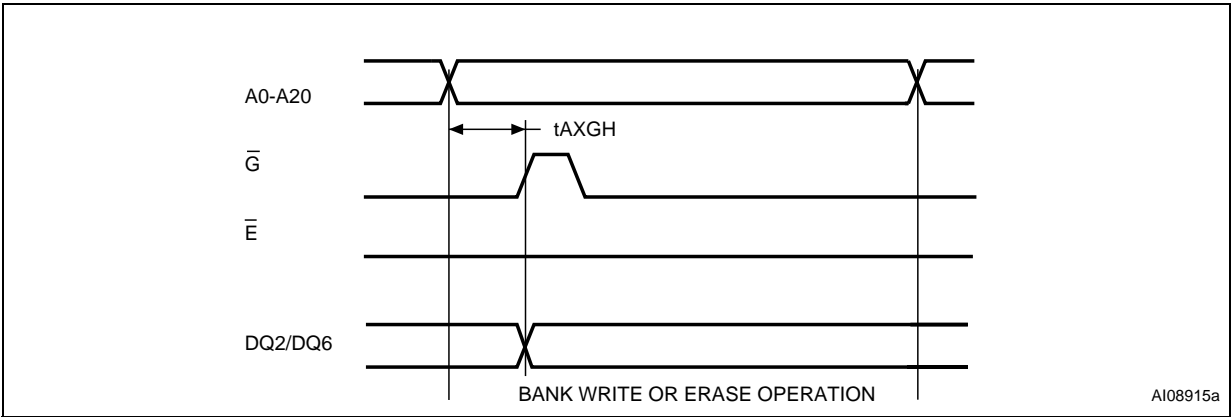 A0-A20
tAXGH
G̅
E̅
DQ2/DQ6
BANK WRITE OR ERASE OPERATION
AI08915a